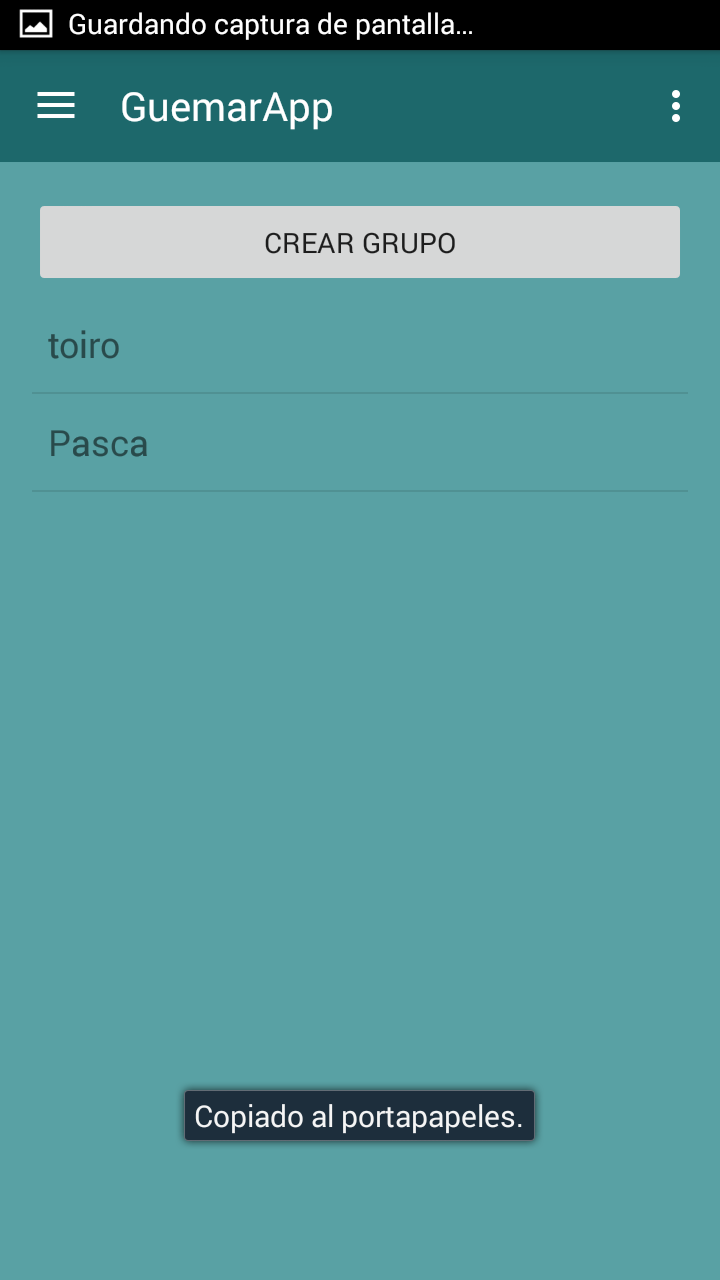 Guardando captura de pantalla...
GuemarApp
CREAR GRUPO
toiro
Pasca
Copiado al portapapeles.